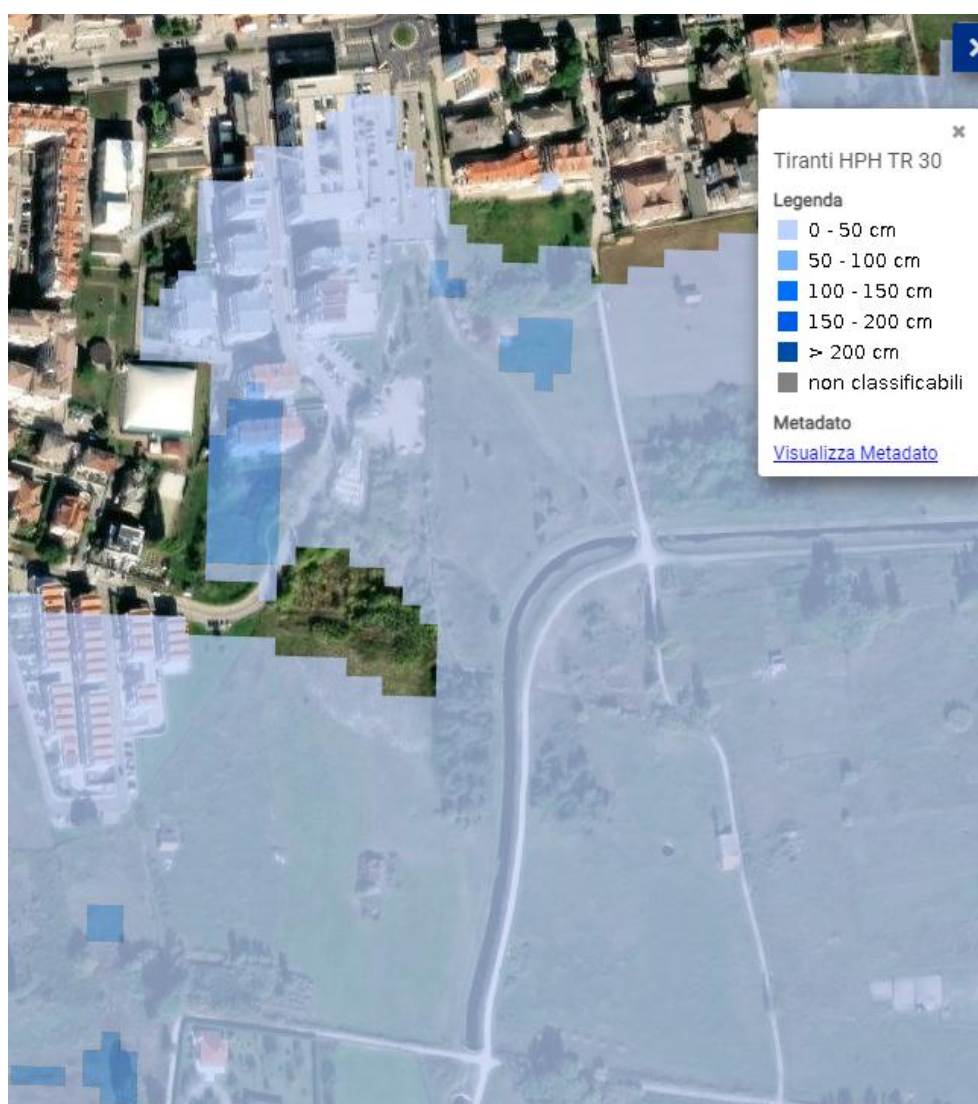 Tiranti HPH TR 30
Legenda
0 - 50 cm
50 - 100 cm
100 - 150 cm
150 - 200 cm
> 200 cm
non classificabili
Metadato
Visualizza Metadato